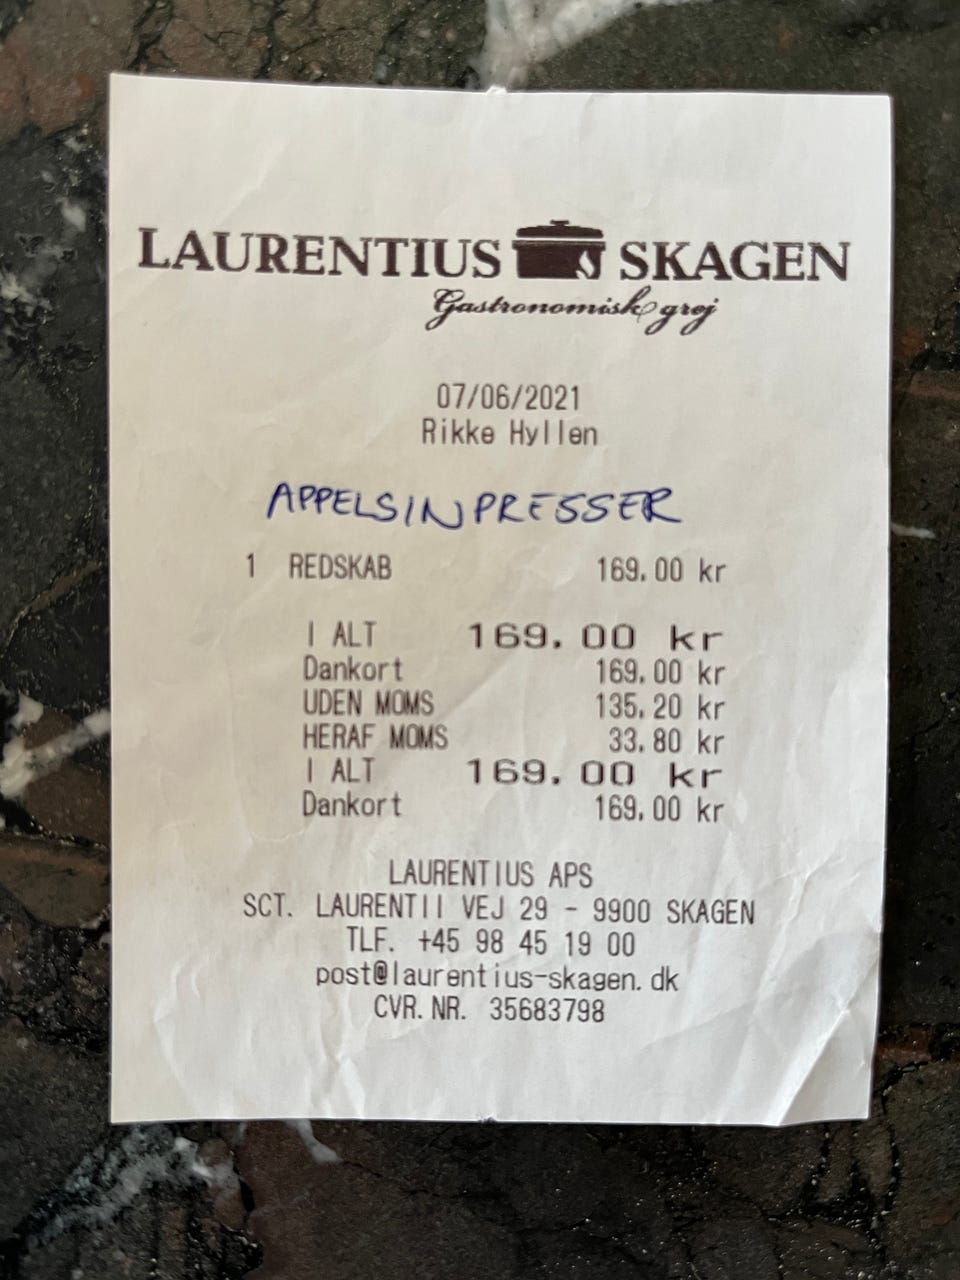 LAURENTIUS SKAGEN
Gastronomisk grej
07/06/2021
Rikke Hyllen
APPELSINPRESSER
1 REDSKAB 169.00 kr
I ALT 169.00 kr
Dankort 169.00 kr
UDEN MOMS 135.20 kr
HERAF MOMS 33.80 kr
I ALT 169.00 kr
Dankort 169.00 kr
LAURENTIUS APS
SCT. LAURENTII VEJ 29 - 9900 SKAGEN
TLF. +45 98 45 19 00
post@laurentius-skagen.dk
CVR.NR. 35683798